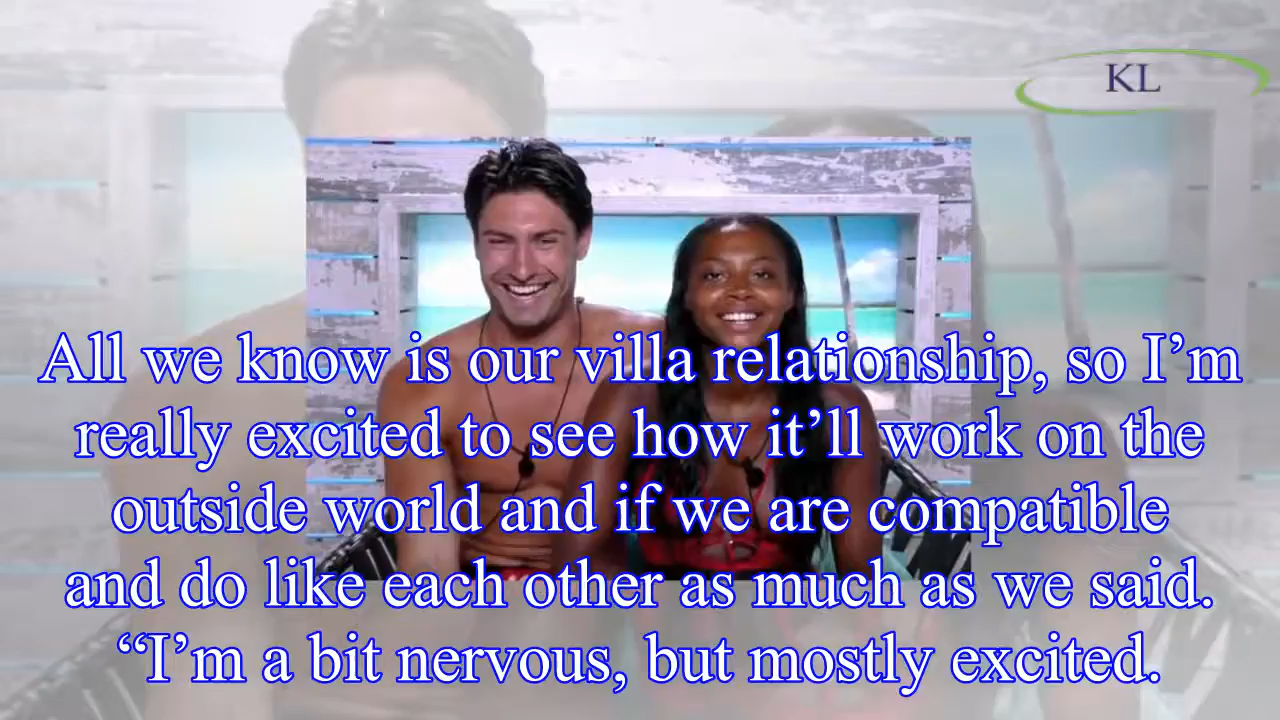 KL
All we know is our villa relationship, so I’m
really excited to see how it’ll work on the
outside world and if we are compatible
and do like each other as much as we said.
“I’m a bit nervous, but mostly excited.